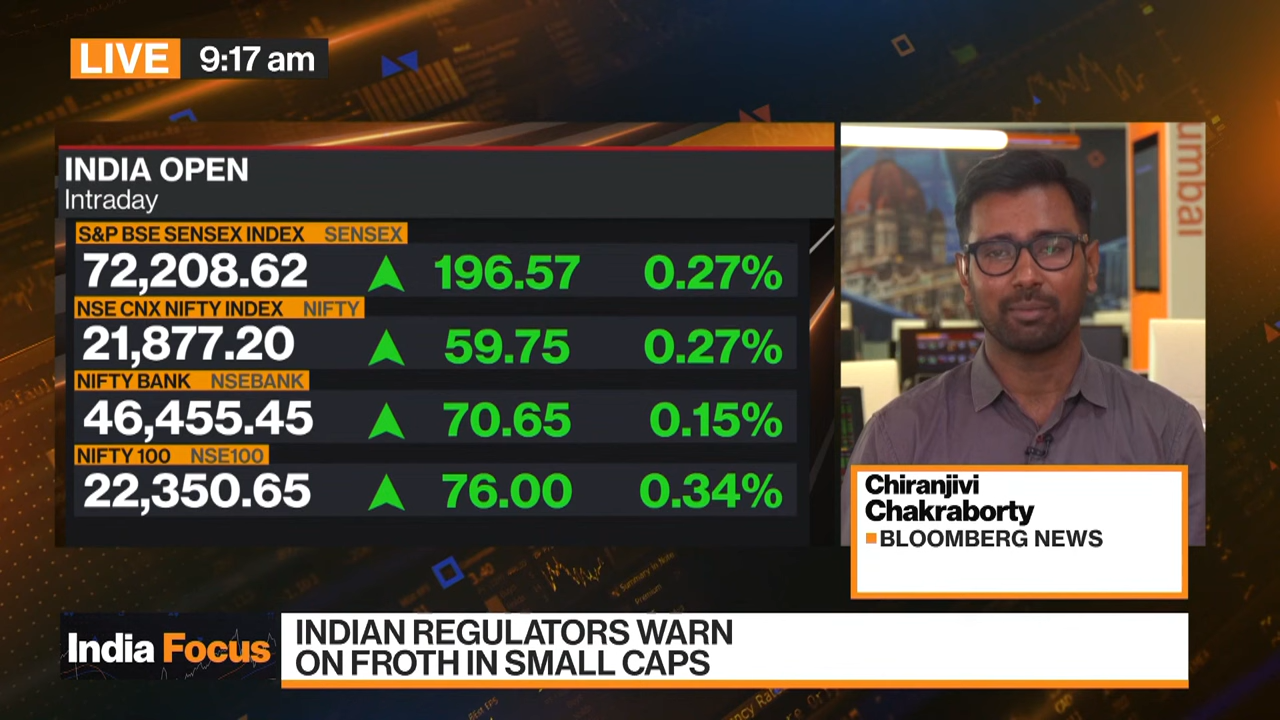 LIVE 9:17 am
INDIA OPEN
Intraday
S&P BSE SENSEX INDEX SENSEX
72,208.62 196.57 0.27%
NSE CNX NIFTY INDEX NIFTY
21,877.20 59.75 0.27%
NIFTY BANK NSEBANK
46,455.45 70.65 0.15%
NIFTY 100 NSE100
22,350.65 76.00 0.34%
umbai
Chiranjivi
Chakraborty
BLOOMBERG NEWS
India Focus
INDIAN REGULATORS WARN
ON FROTH IN SMALL CAPS